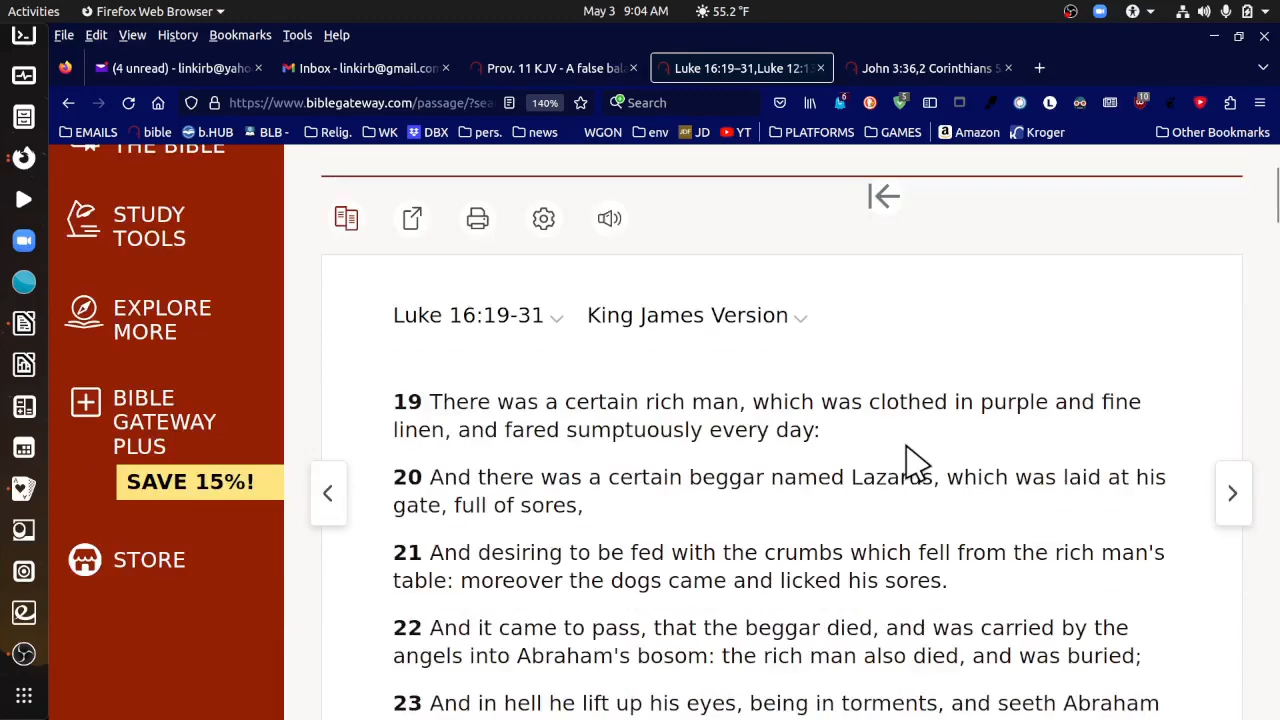 Activities Firefox Web Browser May 3 9:04 AM 55.2 °F
File Edit View History Bookmarks Tools Help
(4 unread) - linkirb@yaho Inbox - linkirb@gmail.co Prov. 11 KJV - A false bal Luke 16:19–31,Luke 12:1 John 3:36,2 Corinthians 5
https://www.biblegateway.com/passage/?sea 140% Search 6 5 10
EMAILS bible b.HUB BLB - Relig. WK DBX pers. news WGON env JD YT PLATFORMS GAMES Amazon Kroger Other Bookmarks
THE BIBLE
STUDY
TOOLS
EXPLORE
MORE
BIBLE
GATEWAY
PLUS
SAVE 15%!
STORE
Luke 16:19-31 King James Version
19 There was a certain rich man, which was clothed in purple and fine
linen, and fared sumptuously every day:
20 And there was a certain beggar named Lazarus, which was laid at his
gate, full of sores,
21 And desiring to be fed with the crumbs which fell from the rich man's
table: moreover the dogs came and licked his sores.
22 And it came to pass, that the beggar died, and was carried by the
angels into Abraham's bosom: the rich man also died, and was buried;
23 And in hell he lift up his eyes, being in torments, and seeth Abraham